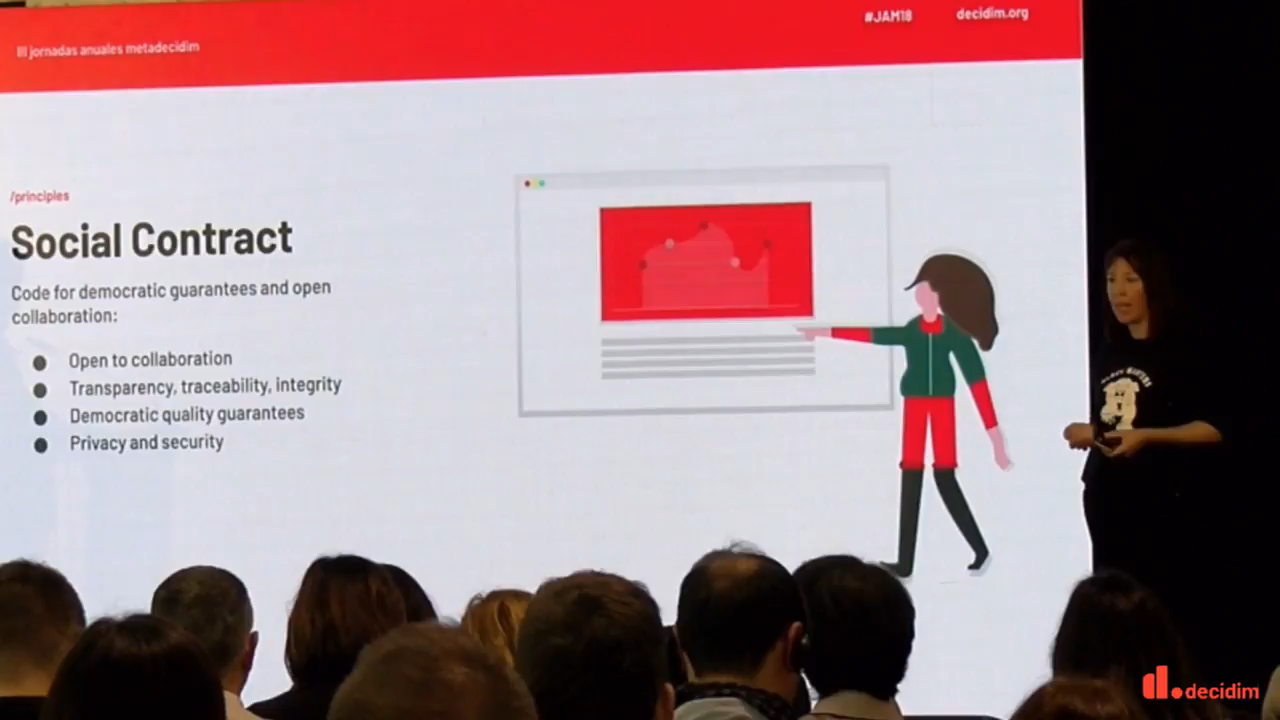 #JAM18 decidim.org
III jornadas anuales metadecidim
/principles
Social Contract
Code for democratic guarantees and open
collaboration:
Open to collaboration
Transparency, traceability, integrity
Democratic quality guarantees
Privacy and security
decidim